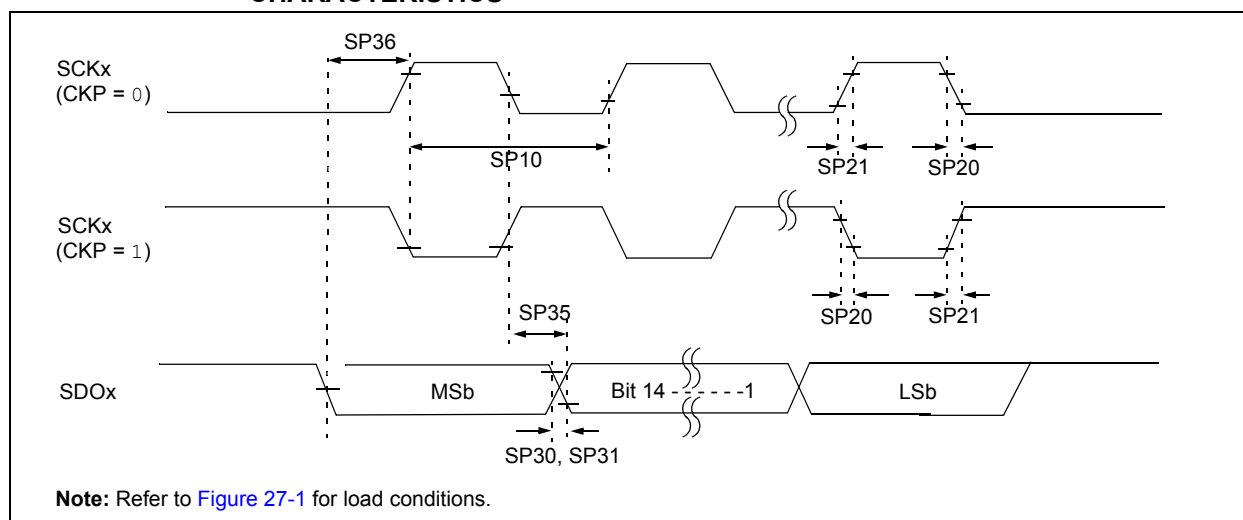 CHARACTERISTICS
SP36
SCKx
(CKP = 0)
SP10
SP21
SP20
SCKx
(CKP = 1)
SP35
SP20
SP21
SDOx
MSb
Bit 14 - - - - - -1
LSb
SP30, SP31
Note: Refer to Figure 27-1 for load conditions.